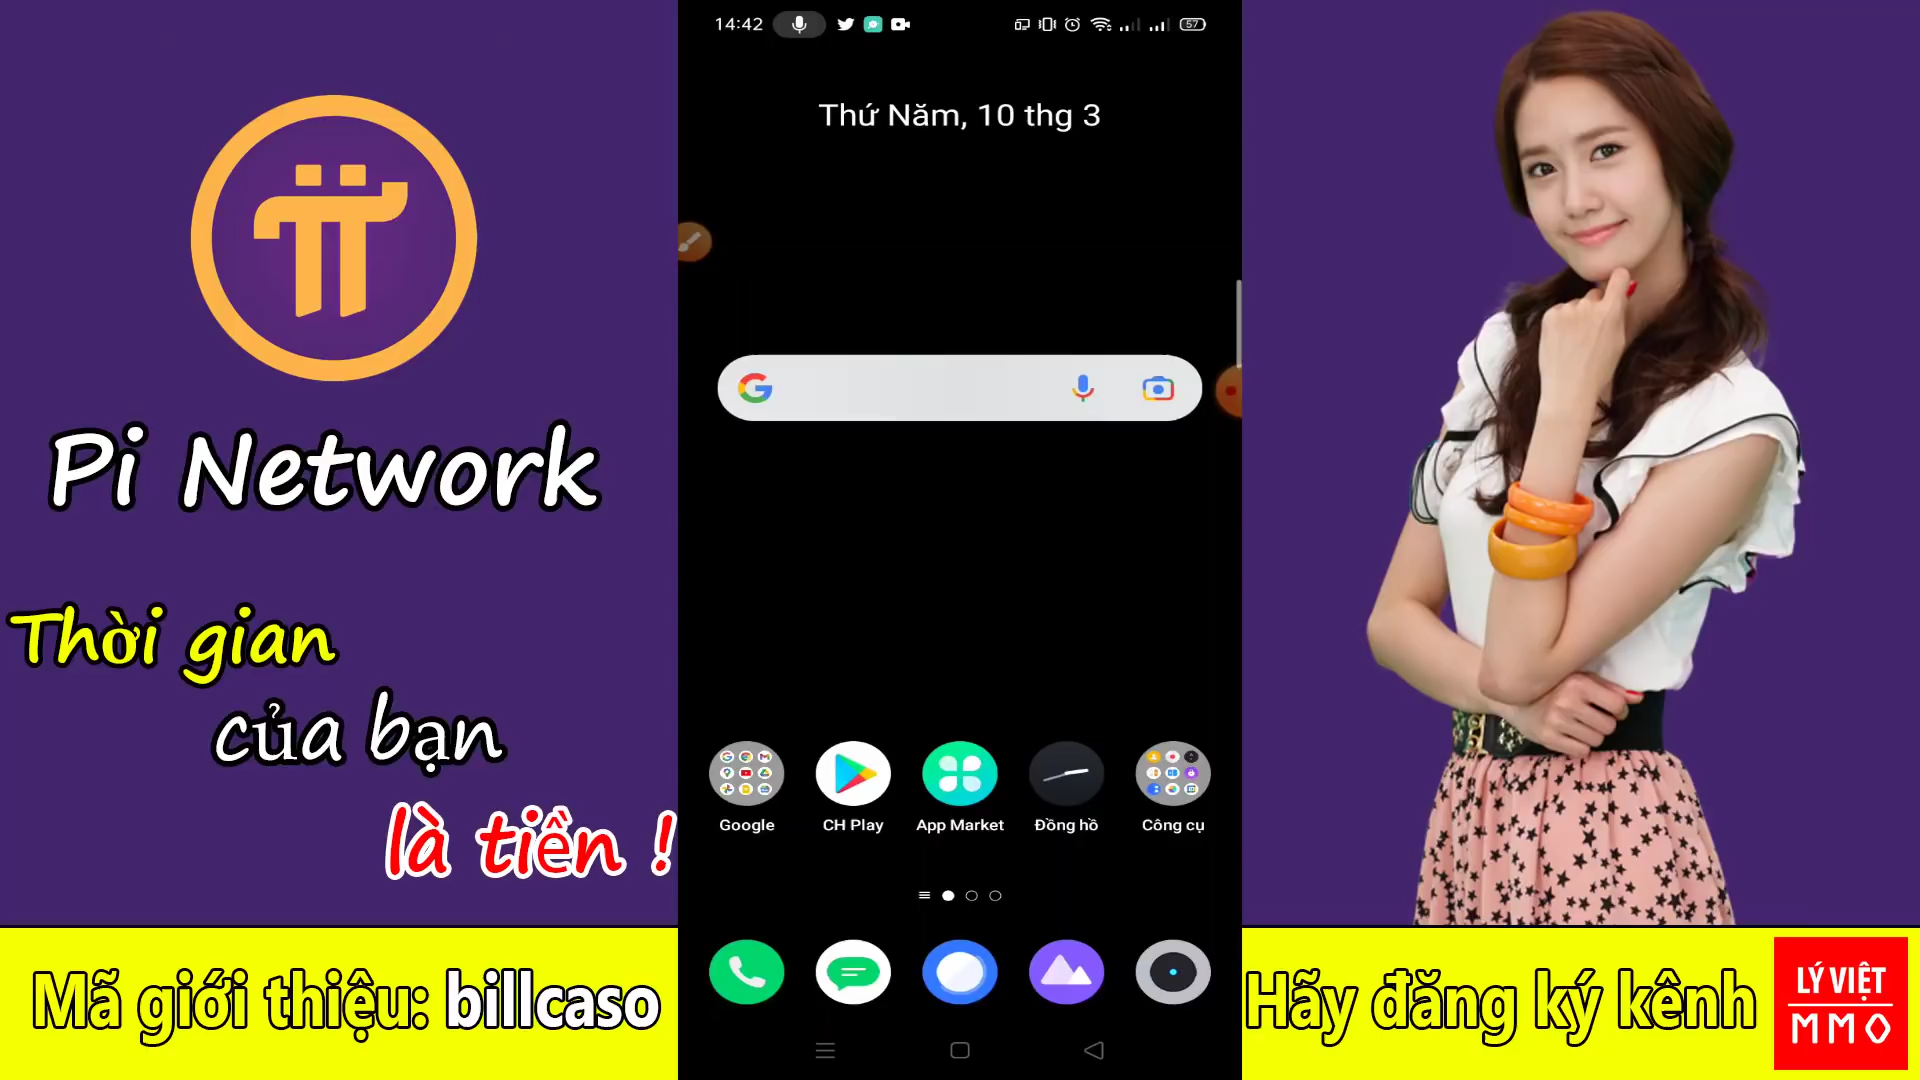 Pi Network
Thời gian
của bạn
là tiền !
Mã giới thiệu: billcaso
14:42
57
Thứ Năm, 10 thg 3
Google
CH Play
App Market
Đồng hồ
Công cụ
Hãy đăng ký kênh
LÝ VIỆT
MMO